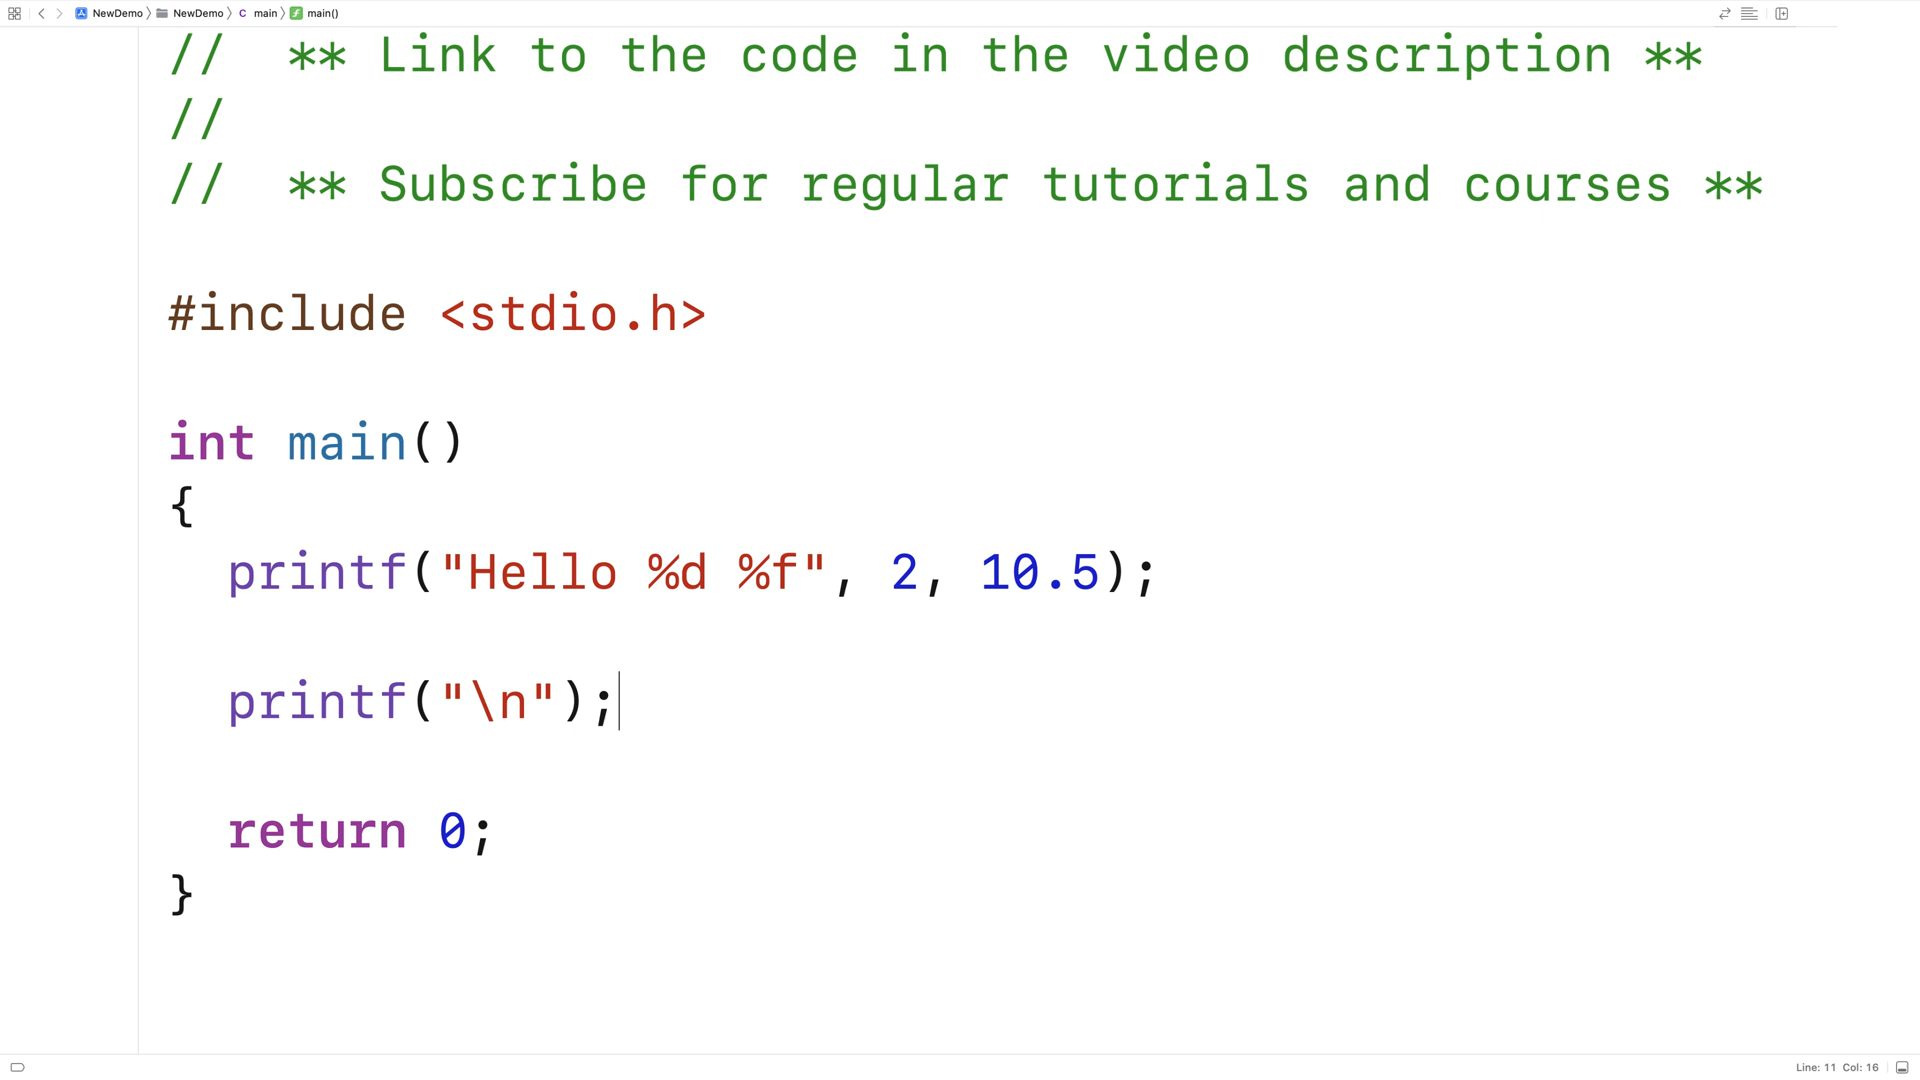 NewDemo NewDemo C main f main()
//  ** Link to the code in the video description **
//
//  ** Subscribe for regular tutorials and courses **
#include <stdio.h>
int main()
{
  printf("Hello %d %f", 2, 10.5);
  printf("\n");
  return 0;
}
Line: 11 Col: 16